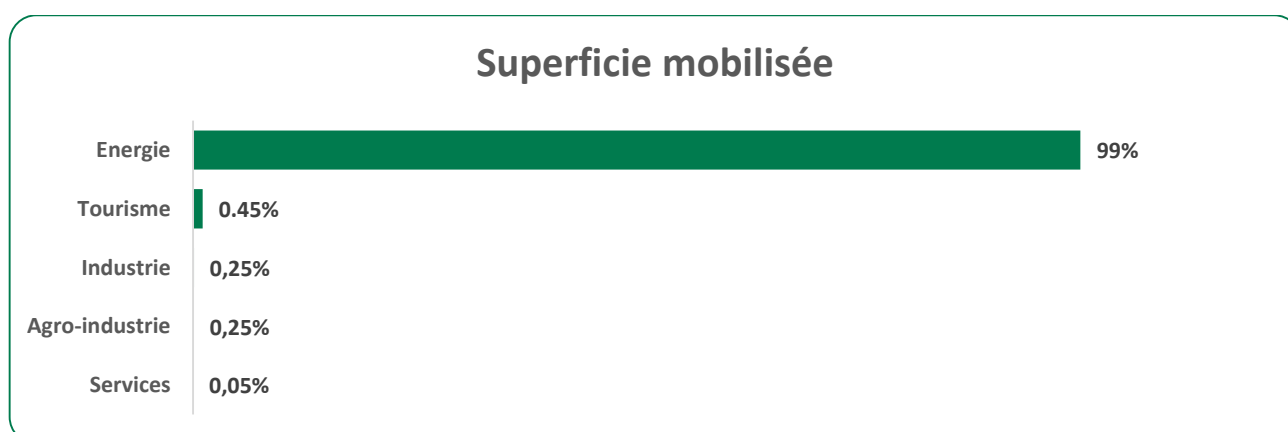 Superficie mobilisée
Energie 99%
Tourisme 0.45%
Industrie 0,25%
Agro-industrie 0,25%
Services 0,05%